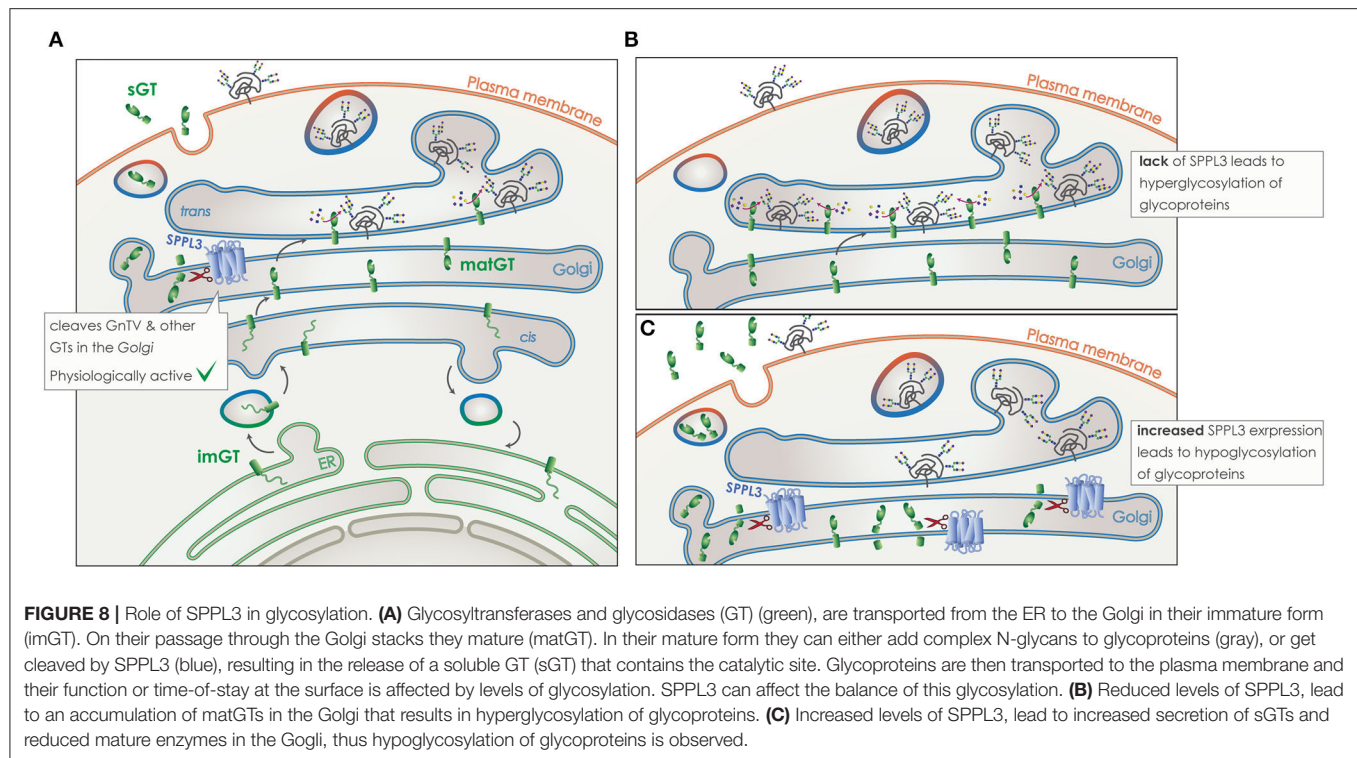 A
sGT
Plasma membrane
trans
SPPL3
Golgi
matGT
cleaves GnTV & other
GTs in the Golgi
Physiologically active
cis
imGT
ER
B
Plasma membrane
lack of SPPL3 leads to
hyperglycosylation of
glycoproteins
Golgi
C
Plasma membrane
increased SPPL3 exrpression
leads to hypoglycosylation
of glycoproteins
SPPL3
Golgi
FIGURE 8 | Role of SPPL3 in glycosylation. (A) Glycosyltransferases and glycosidases (GT) (green), are transported from the ER to the Golgi in their immature form
(imGT). On their passage through the Golgi stacks they mature (matGT). In their mature form they can either add complex N-glycans to glycoproteins (gray), or get
cleaved by SPPL3 (blue), resulting in the release of a soluble GT (sGT) that contains the catalytic site. Glycoproteins are then transported to the plasma membrane and
their function or time-of-stay at the surface is affected by levels of glycosylation. SPPL3 can affect the balance of this glycosylation. (B) Reduced levels of SPPL3, lead
to an accumulation of matGTs in the Golgi that results in hyperglycosylation of glycoproteins. (C) Increased levels of SPPL3, lead to increased secretion of sGTs and
reduced mature enzymes in the Gogli, thus hypoglycosylation of glycoproteins is observed.